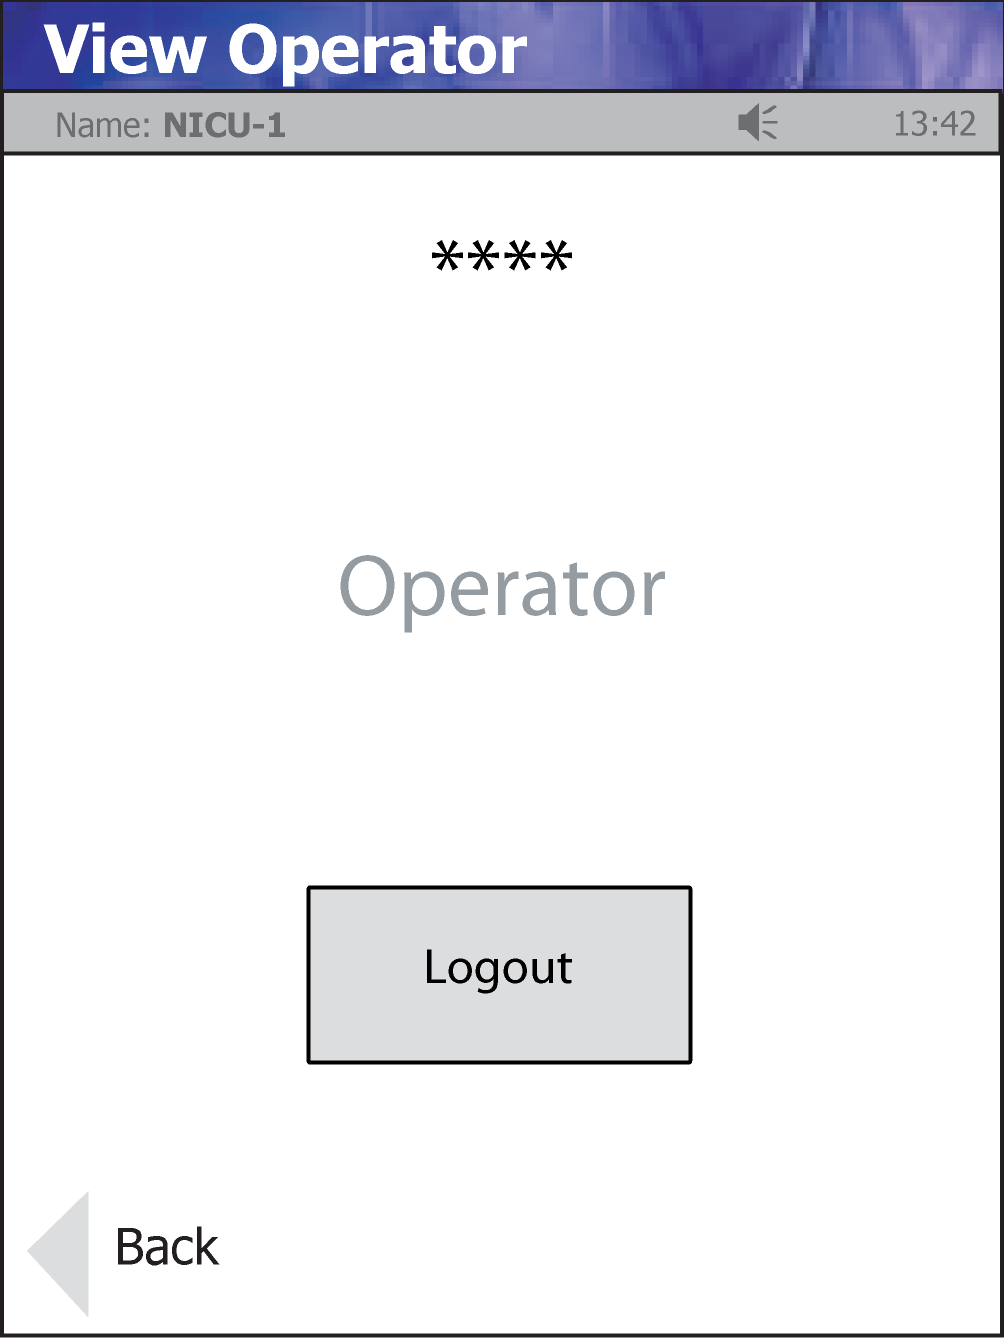 View Operator
Name: NICU-1 13:42
****
Operator
Logout
Back